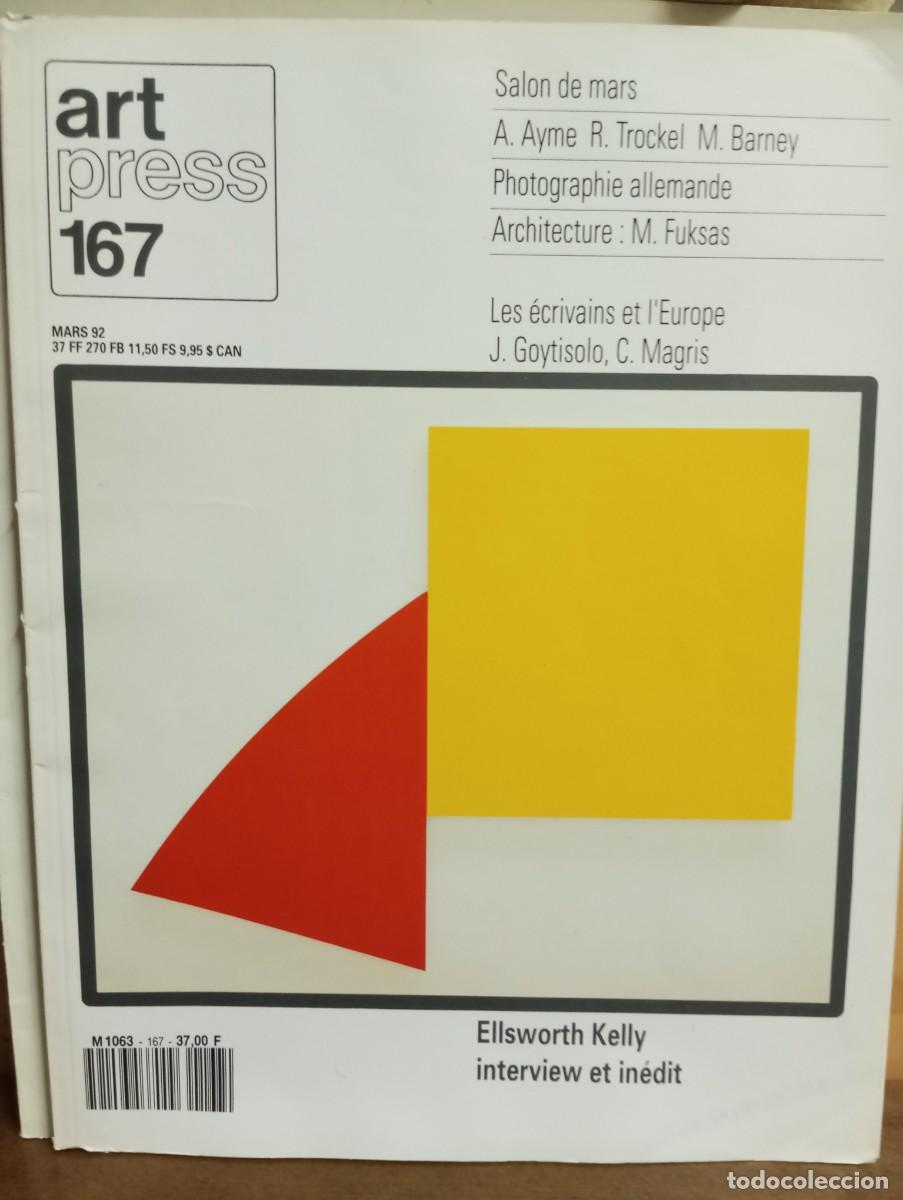 art
press
167
MARS 92
37 FF 270 FB 11,50 FS 9,95 $ CAN
Salon de mars
A. Ayme R. Trockel M. Barney
Photographie allemande
Architecture : M. Fuksas
Les écrivains et l'Europe
J. Goytisolo, C. Magris
Ellsworth Kelly
interview et inédit
M 1063 - 167 - 37,00 F
todocoleccion